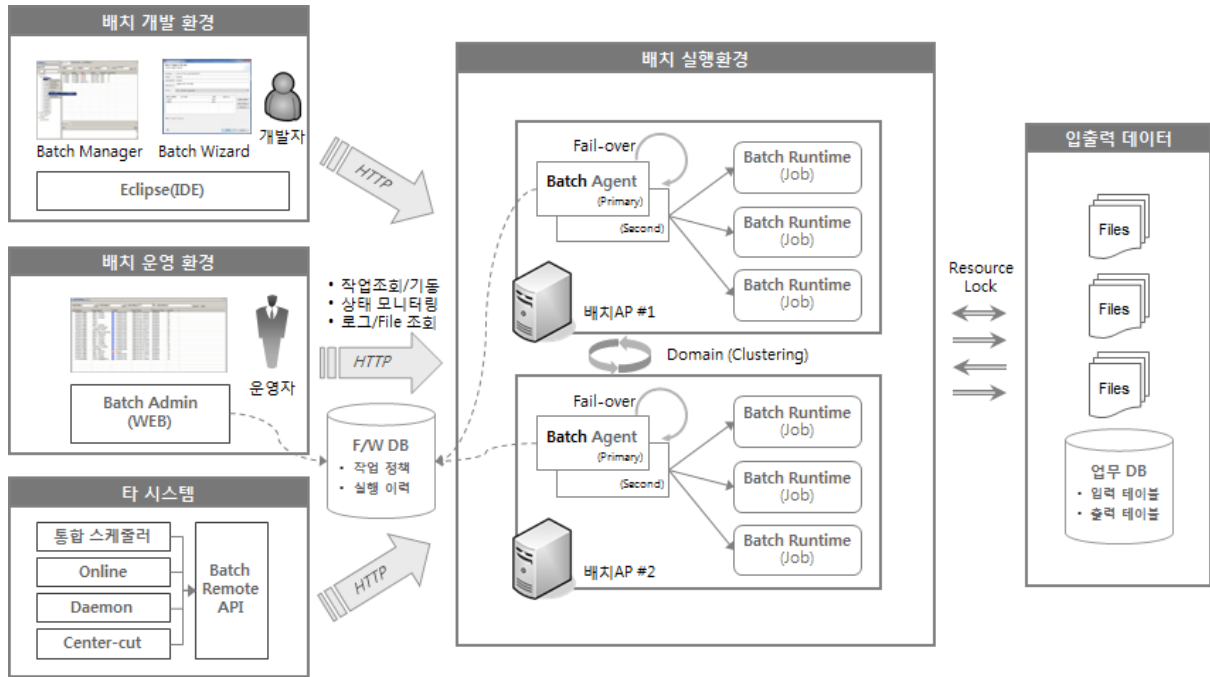 배치 개발 환경
Batch Manager
Batch Wizard
개발자
Eclipse(IDE)
HTTP
배치 운영 환경
운영자
Batch Admin
(WEB)
• 작업조회/기동
• 상태 모니터링
• 로그/File 조회
HTTP
F/W DB
• 작업 정책
• 실행 이력
타 시스템
통합 스케줄러
Online
Daemon
Center-cut
Batch
Remote
API
HTTP
배치 실행환경
Fail-over
Batch Agent
(Primary)
(Second)
Batch Runtime
(Job)
Batch Runtime
(Job)
Batch Runtime
(Job)
배치AP #1
Domain (Clustering)
Fail-over
Batch Agent
(Primary)
(Second)
Batch Runtime
(Job)
Batch Runtime
(Job)
Batch Runtime
(Job)
배치AP #2
Resource
Lock
입출력 데이터
Files
Files
Files
업무 DB
• 입력 테이블
• 출력 테이블